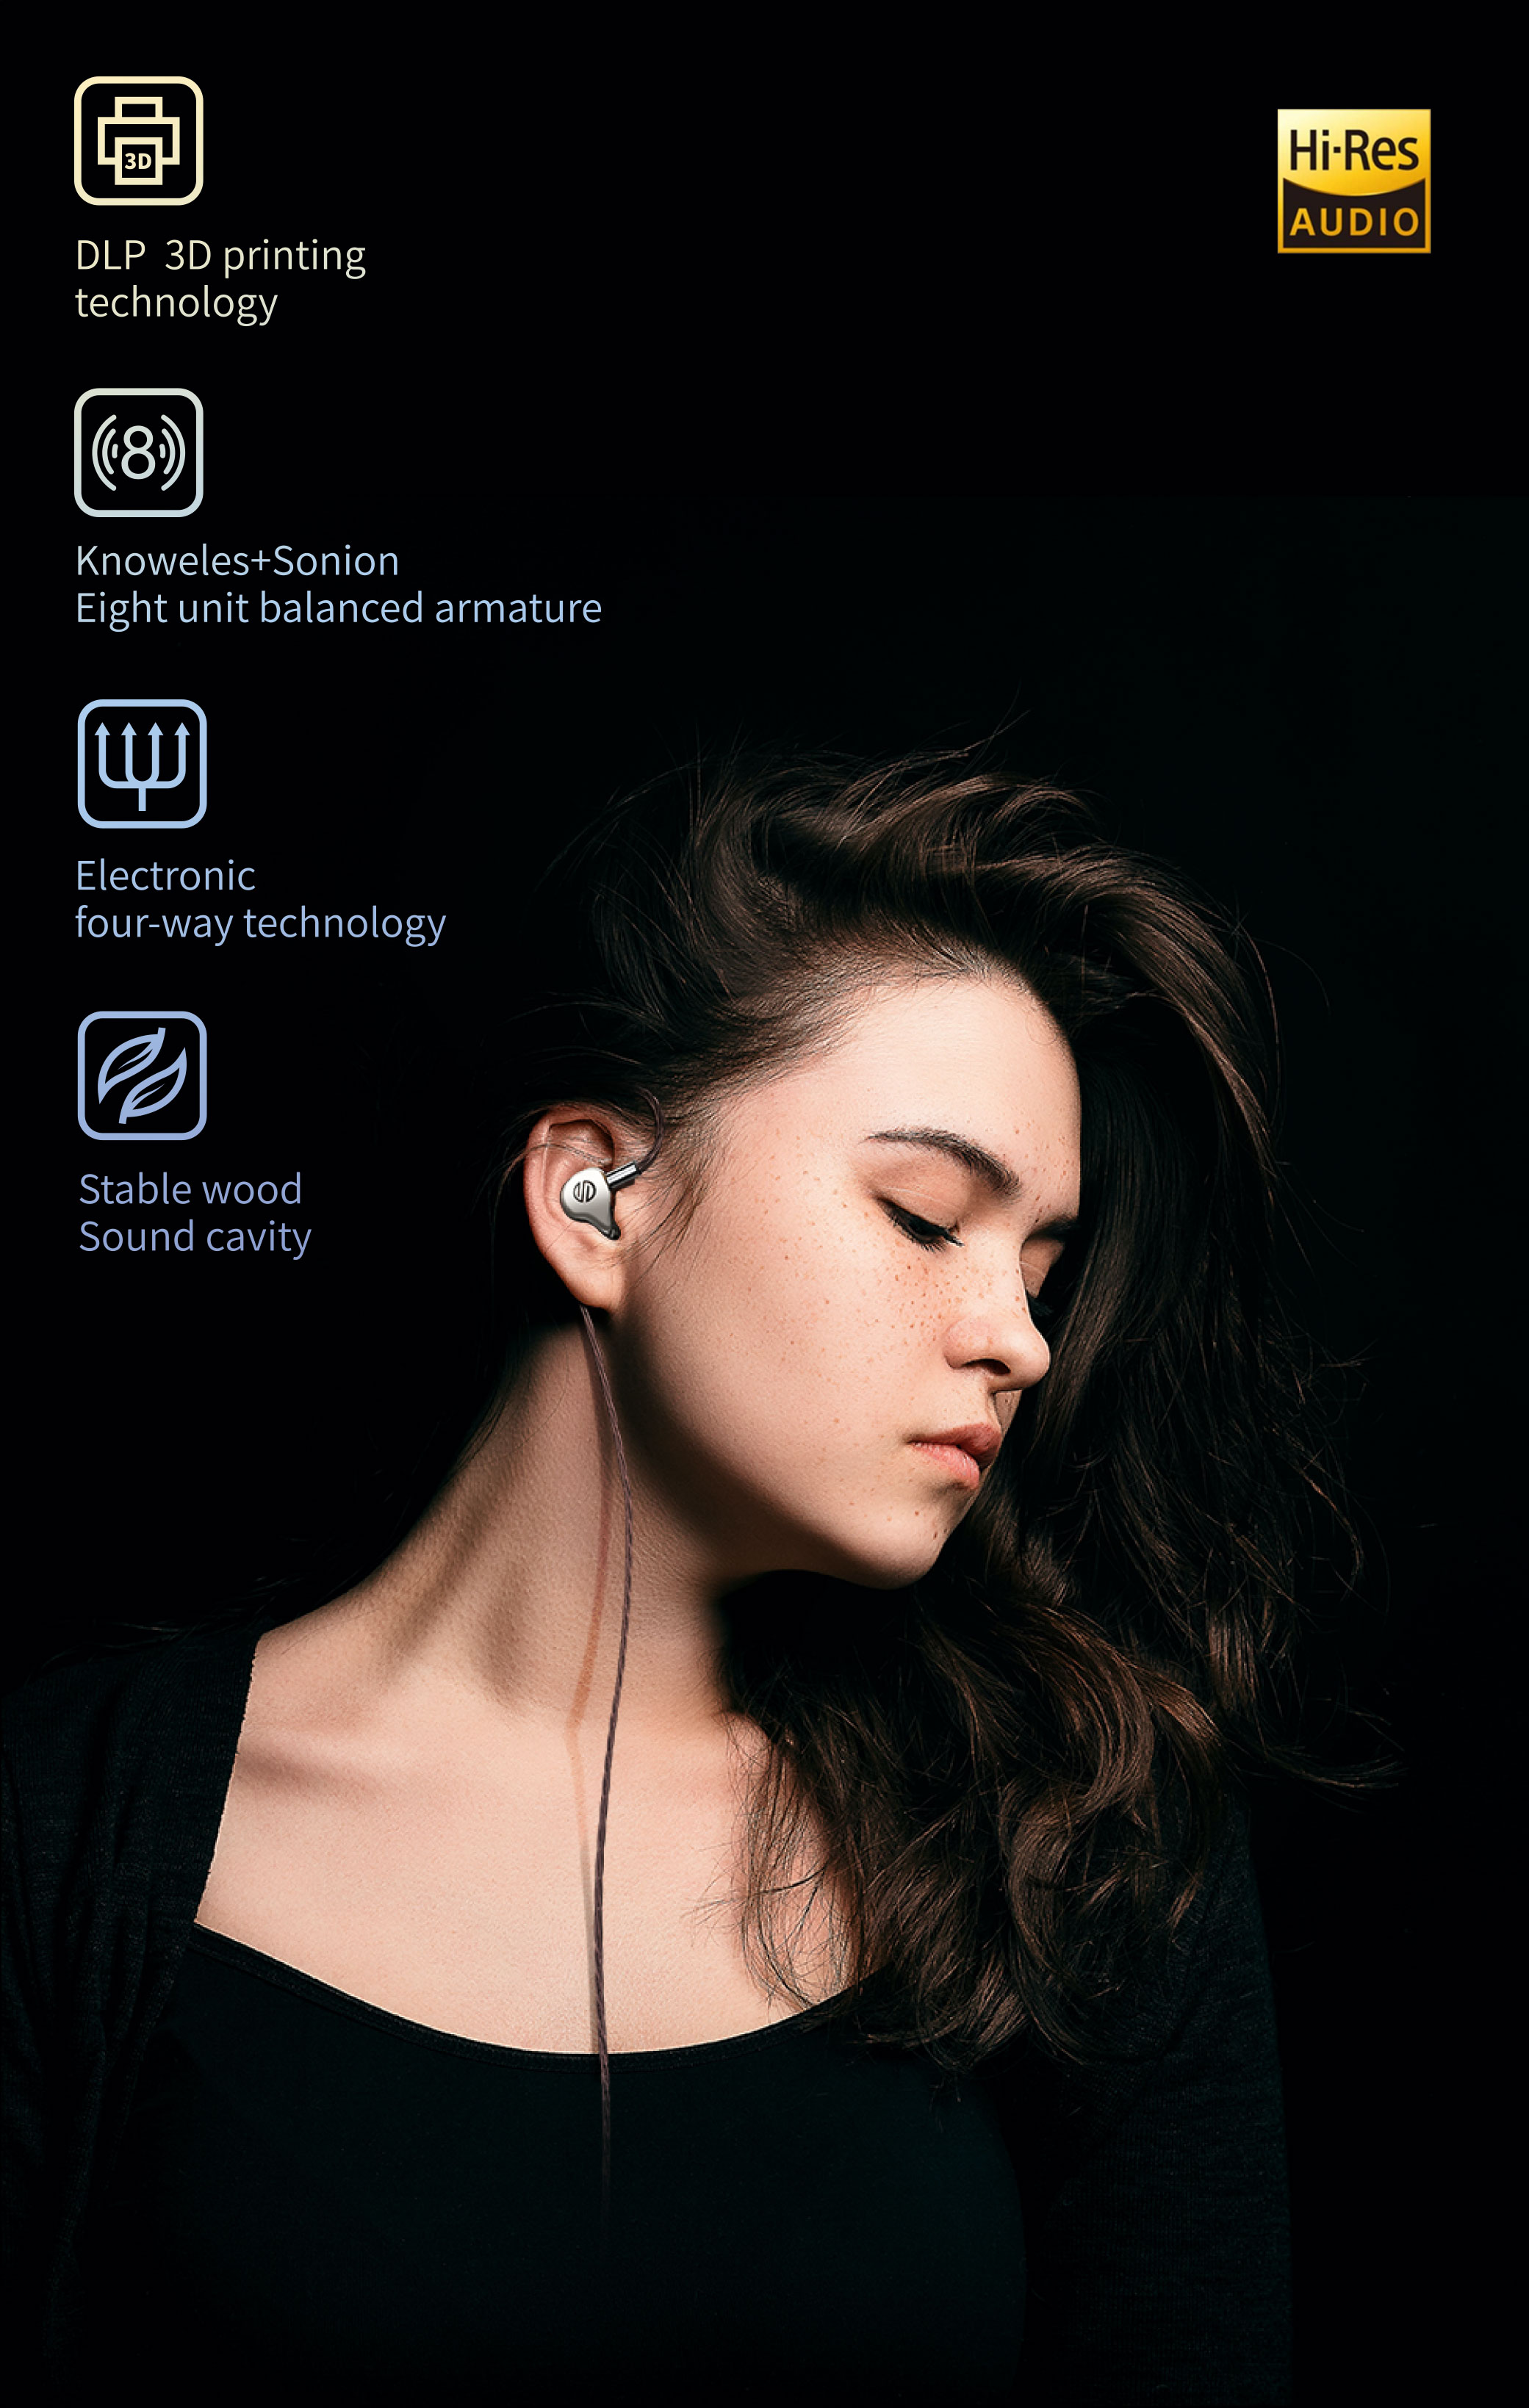 3D
DLP 3D printing
technology
Hi-Res
AUDIO
8
Knoweles+Sonion
Eight unit balanced armature
Electronic
four-way technology
Stable wood
Sound cavity